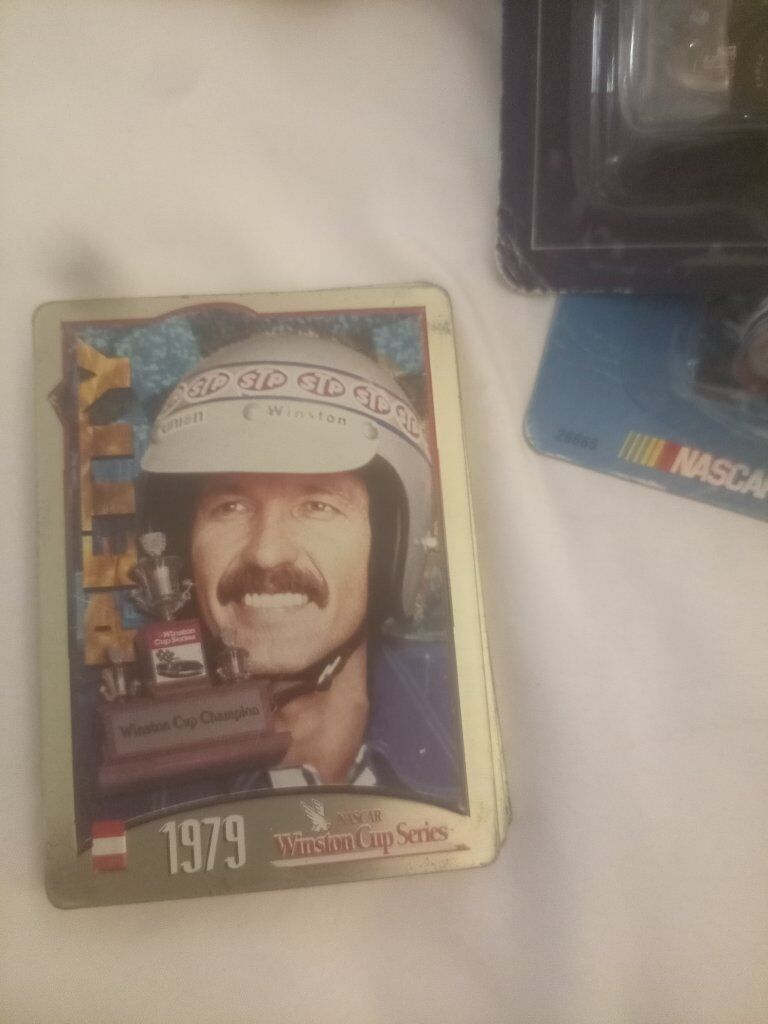 PETTY
STP STP STP STP STP
union Winston
Winston
Cup Series
Winston Cup Champion
1979
NASCAR
Winston Cup Series
NASCAR